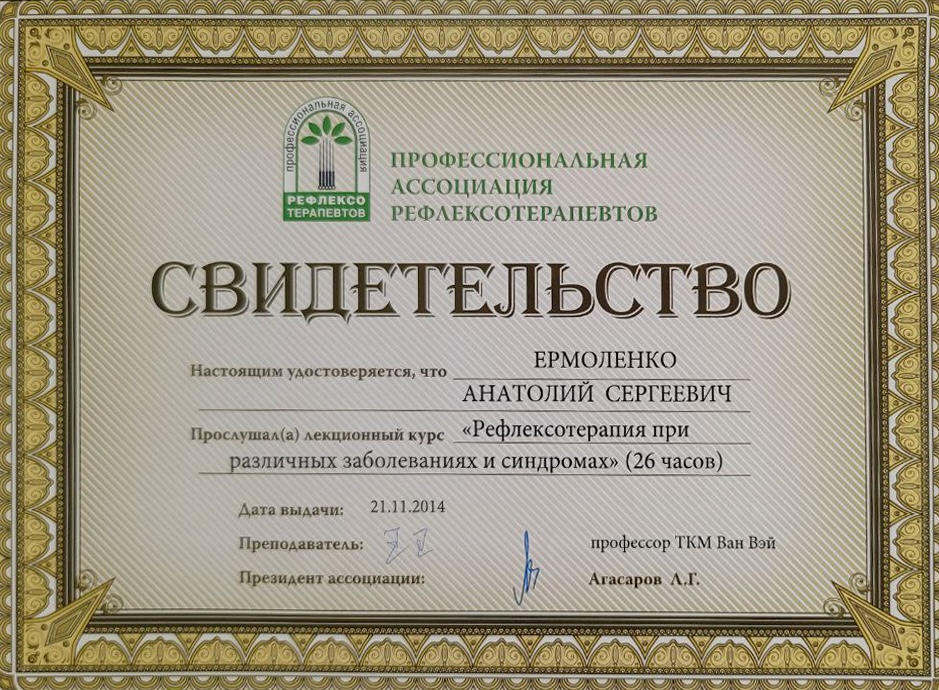 профессиональная ассоциация
РЕФЛЕКСО
ТЕРАПЕВТОВ
ПРОФЕССИОНАЛЬНАЯ
АССОЦИАЦИЯ
РЕФЛЕКСОТЕРАПЕВТОВ
СВИДЕТЕЛЬСТВО
Настоящим удостоверяется, что ЕРМОЛЕНКО
АНАТОЛИЙ СЕРГЕЕВИЧ
Прослушал(а) лекционный курс «Рефлексотерапия при
различных заболеваниях и синдромах» (26 часов)
Дата выдачи: 21.11.2014
Преподаватель: профессор ТКМ Ван Вэй
Президент ассоциации: Агасаров Л.Г.